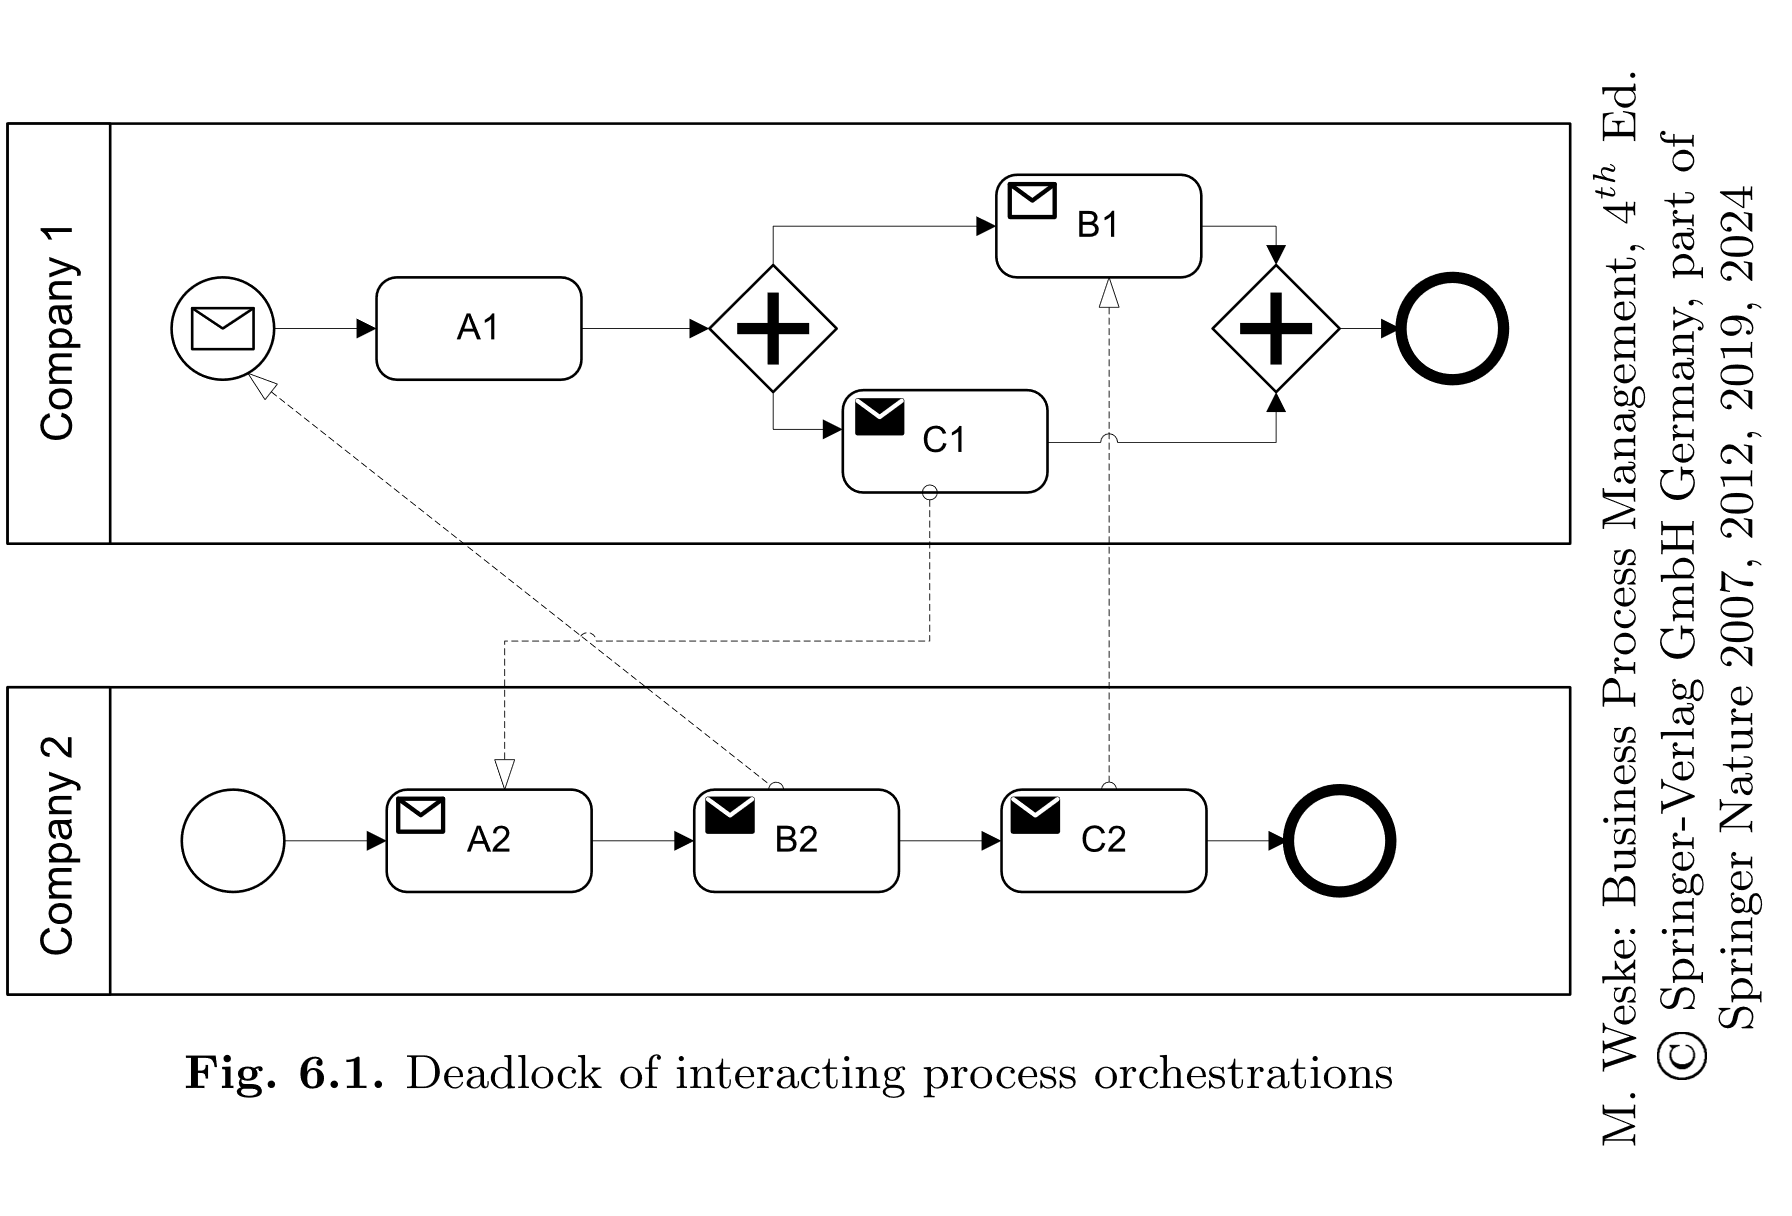 Company 1
A1
B1
C1
Company 2
A2
B2
C2
Fig. 6.1. Deadlock of interacting process orchestrations
M. Weske: Business Process Management, 4th Ed.
© Springer-Verlag GmbH Germany, part of
Springer Nature 2007, 2012, 2019, 2024